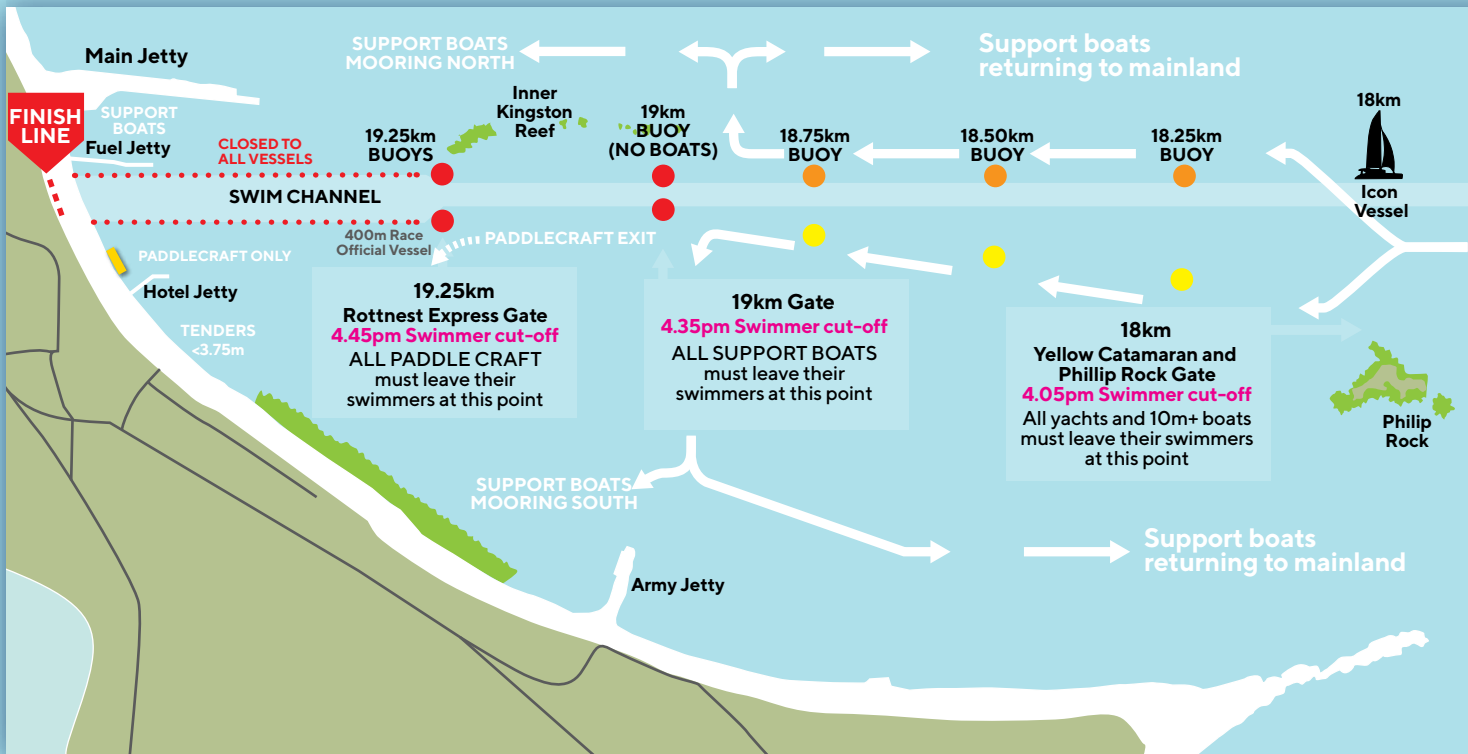 Main Jetty
SUPPORT BOATS
MOORING NORTH
Support boats
returning to mainland
FINISH
LINE
SUPPORT
BOATS
Fuel Jetty
CLOSED TO
ALL VESSELS
19.25km
BUOYS
Inner
Kingston
Reef
19km
BUOY
(NO BOATS)
18.75km
BUOY
18.50km
BUOY
18.25km
BUOY
18km
Icon
Vessel
SWIM CHANNEL
400m Race
Official Vessel
PADDLECRAFT EXIT
PADDLECRAFT ONLY
Hotel Jetty
TENDERS
<3.75m
19.25km
Rottnest Express Gate
4.45pm Swimmer cut-off
ALL PADDLE CRAFT
must leave their
swimmers at this point
19km Gate
4.35pm Swimmer cut-off
ALL SUPPORT BOATS
must leave their
swimmers at this point
18km
Yellow Catamaran and
Phillip Rock Gate
4.05pm Swimmer cut-off
All yachts and 10m+ boats
must leave their swimmers
at this point
Philip
Rock
SUPPORT BOATS
MOORING SOUTH
Army Jetty
Support boats
returning to mainland